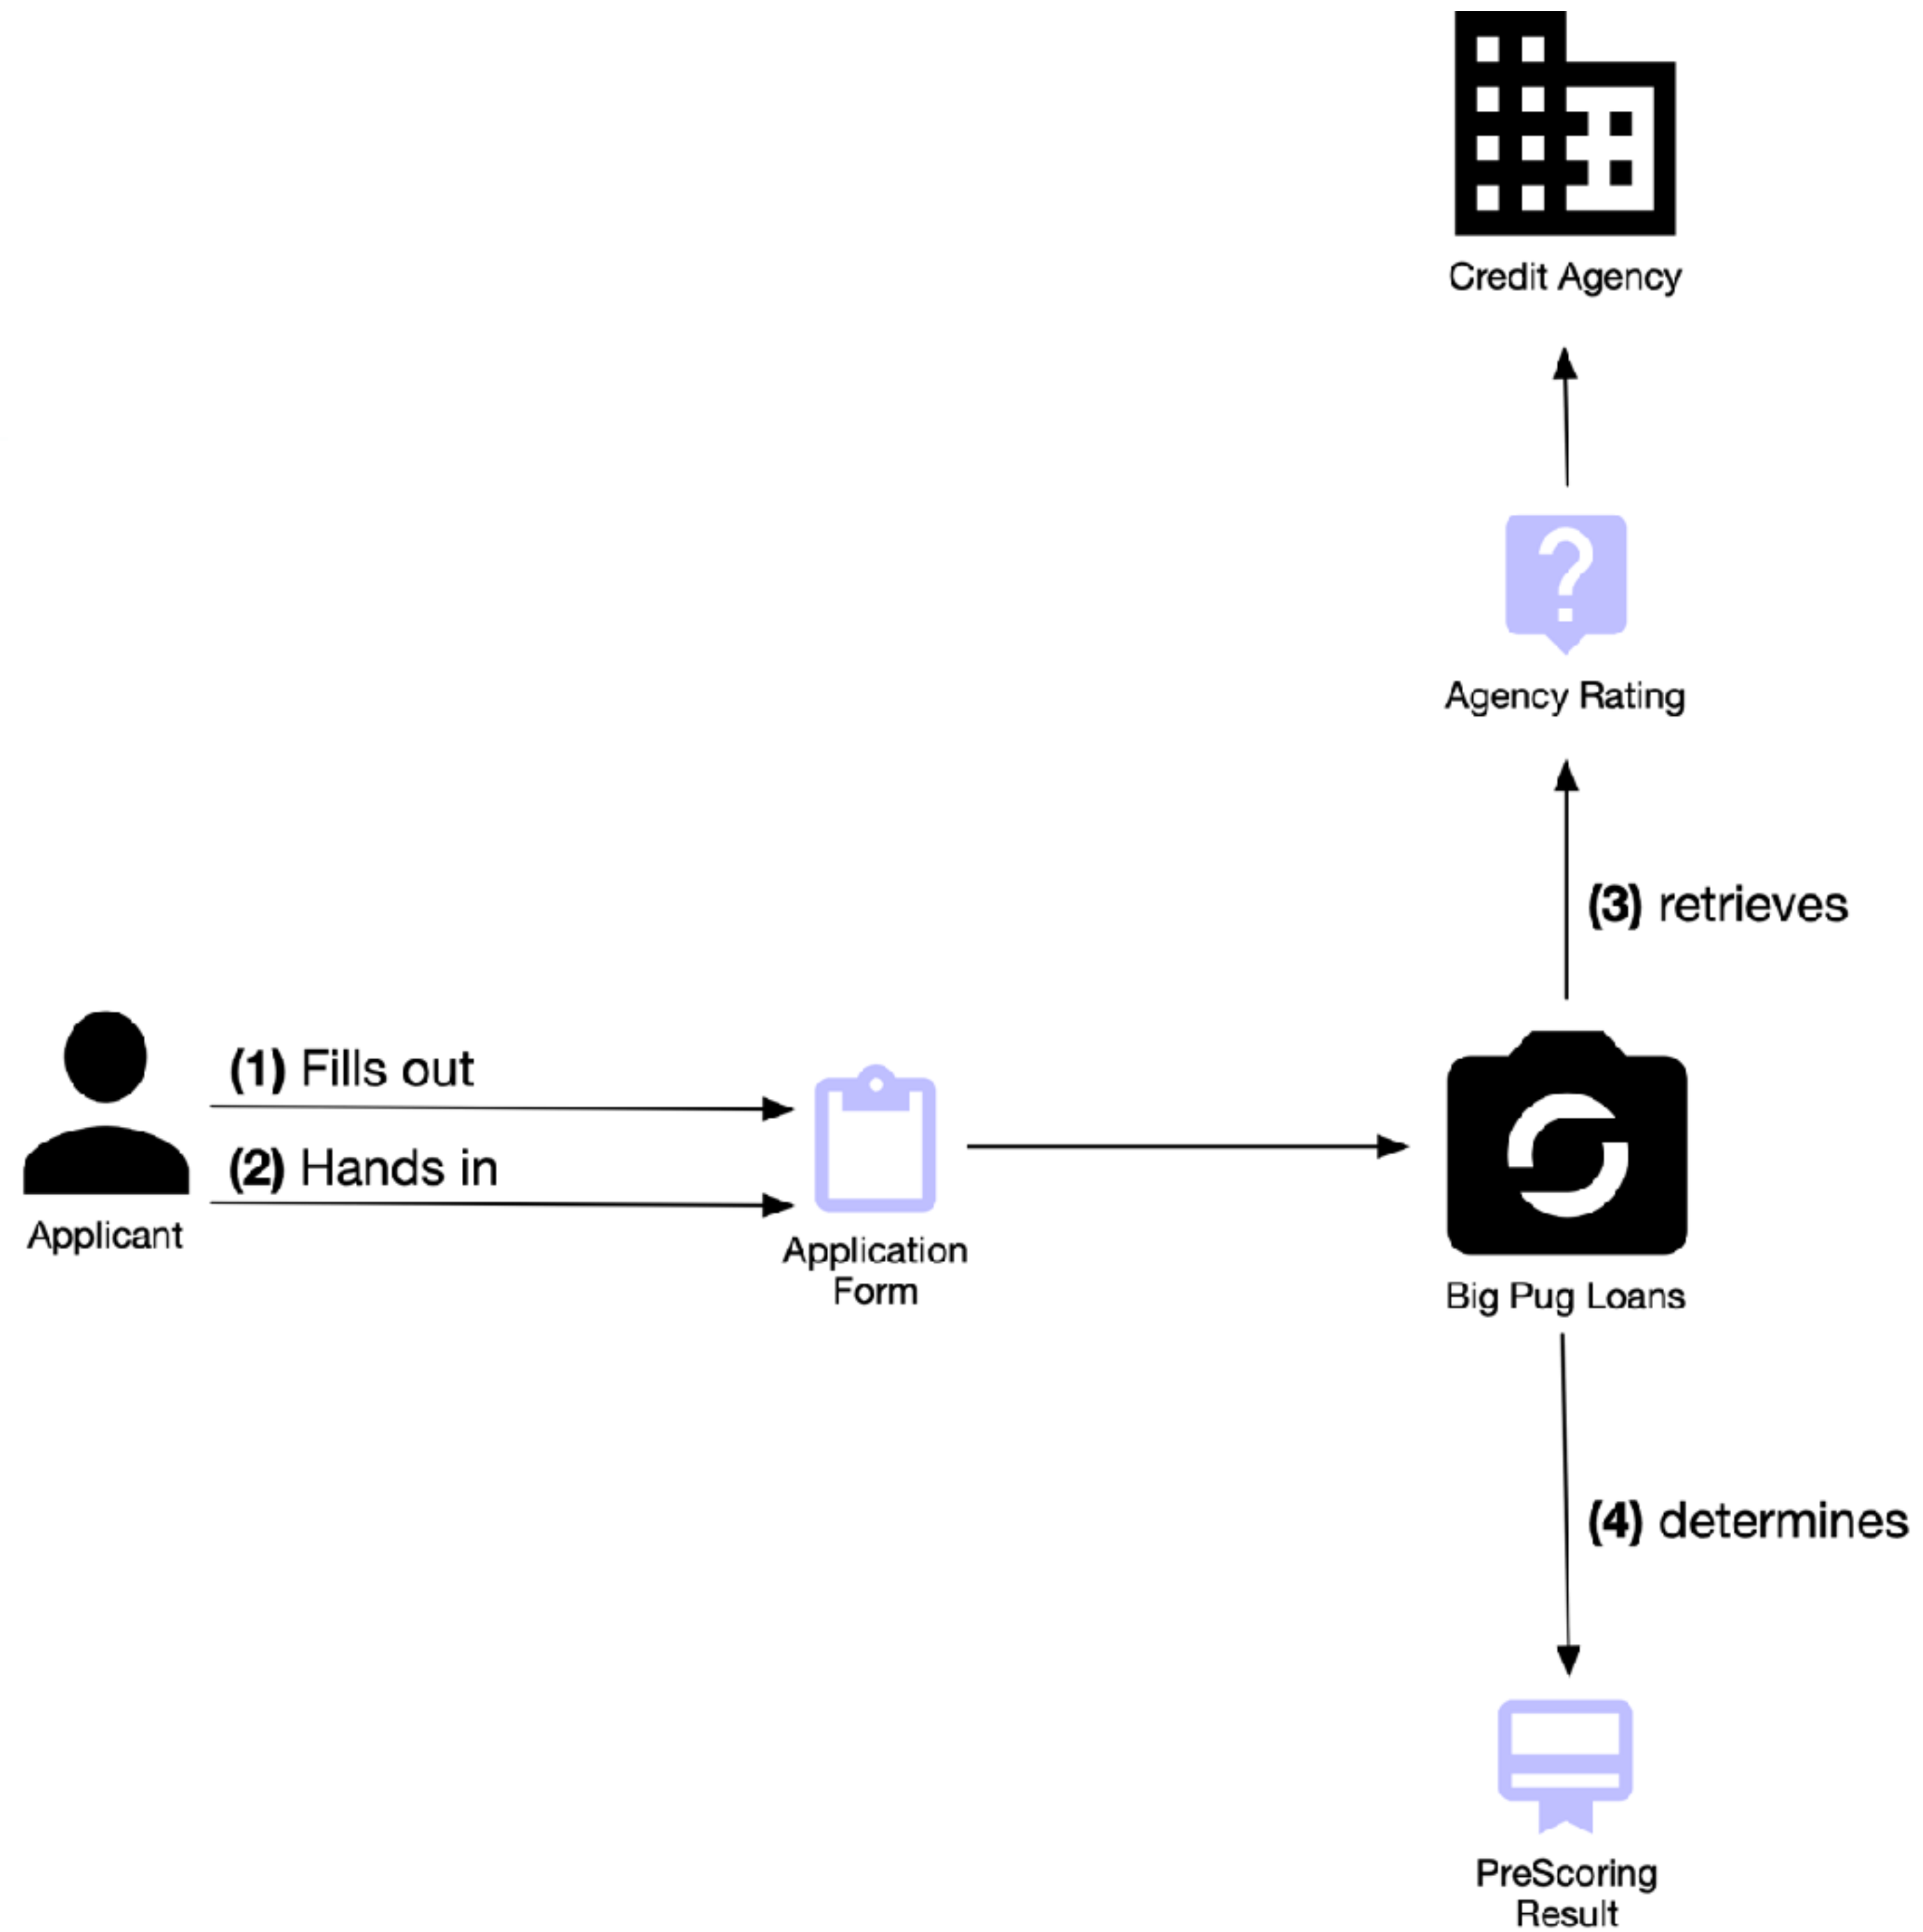 Credit Agency
Agency Rating
(3) retrieves
(1) Fills out
(2) Hands in
Applicant
Application
Form
Big Pug Loans
(4) determines
PreScoring
Result